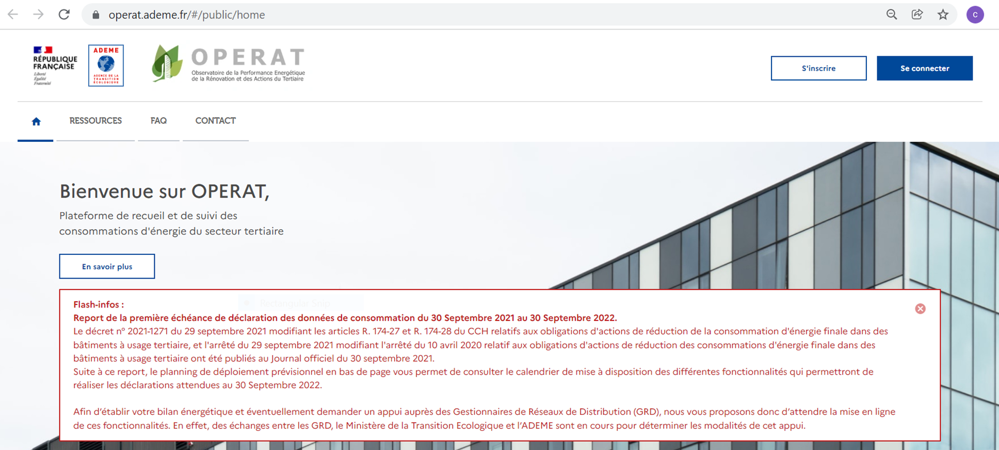 operat.ademe.fr/#/public/home
C
RÉPUBLIQUE
FRANÇAISE
Liberté
Égalité
Fraternité
ADEME
AGENCE DE LA
TRANSITION
ÉCOLOGIQUE
OPERAT
Observatoire de la Performance Energétique
de la Rénovation et des Actions du Tertiaire
S'inscrire
Se connecter
RESSOURCES
FAQ
CONTACT
Bienvenue sur OPERAT,
Plateforme de recueil et de suivi des
consommations d'énergie du secteur tertiaire
En savoir plus
Rectangular Snip
Flash-infos :
Report de la première échéance de déclaration des données de consommation du 30 Septembre 2021 au 30 Septembre 2022.
Le décret nº 2021-1271 du 29 septembre 2021 modifiant les articles R. 174-27 et R. 174-28 du CCH relatifs aux obligations d'actions de réduction de la consommation d'énergie finale dans des
bâtiments à usage tertiaire, et l'arrêté du 29 septembre 2021 modifiant l'arrêté du 10 avril 2020 relatif aux obligations d'actions de réduction des consommations d'énergie finale dans des
bâtiments à usage tertiaire ont été publiés au Journal officiel du 30 septembre 2021.
Suite à ce report, le planning de déploiement prévisionnel en bas de page vous permet de consulter le calendrier de mise à disposition des différentes fonctionnalités qui permettront de
réaliser les déclarations attendues au 30 Septembre 2022.
Afin d’établir votre bilan énergétique et éventuellement demander un appui auprès des Gestionnaires de Réseaux de Distribution (GRD), nous vous proposons donc d’attendre la mise en ligne
de ces fonctionnalités. En effet, des échanges entre les GRD, le Ministère de la Transition Ecologique et l’ADEME sont en cours pour déterminer les modalités de cet appui.